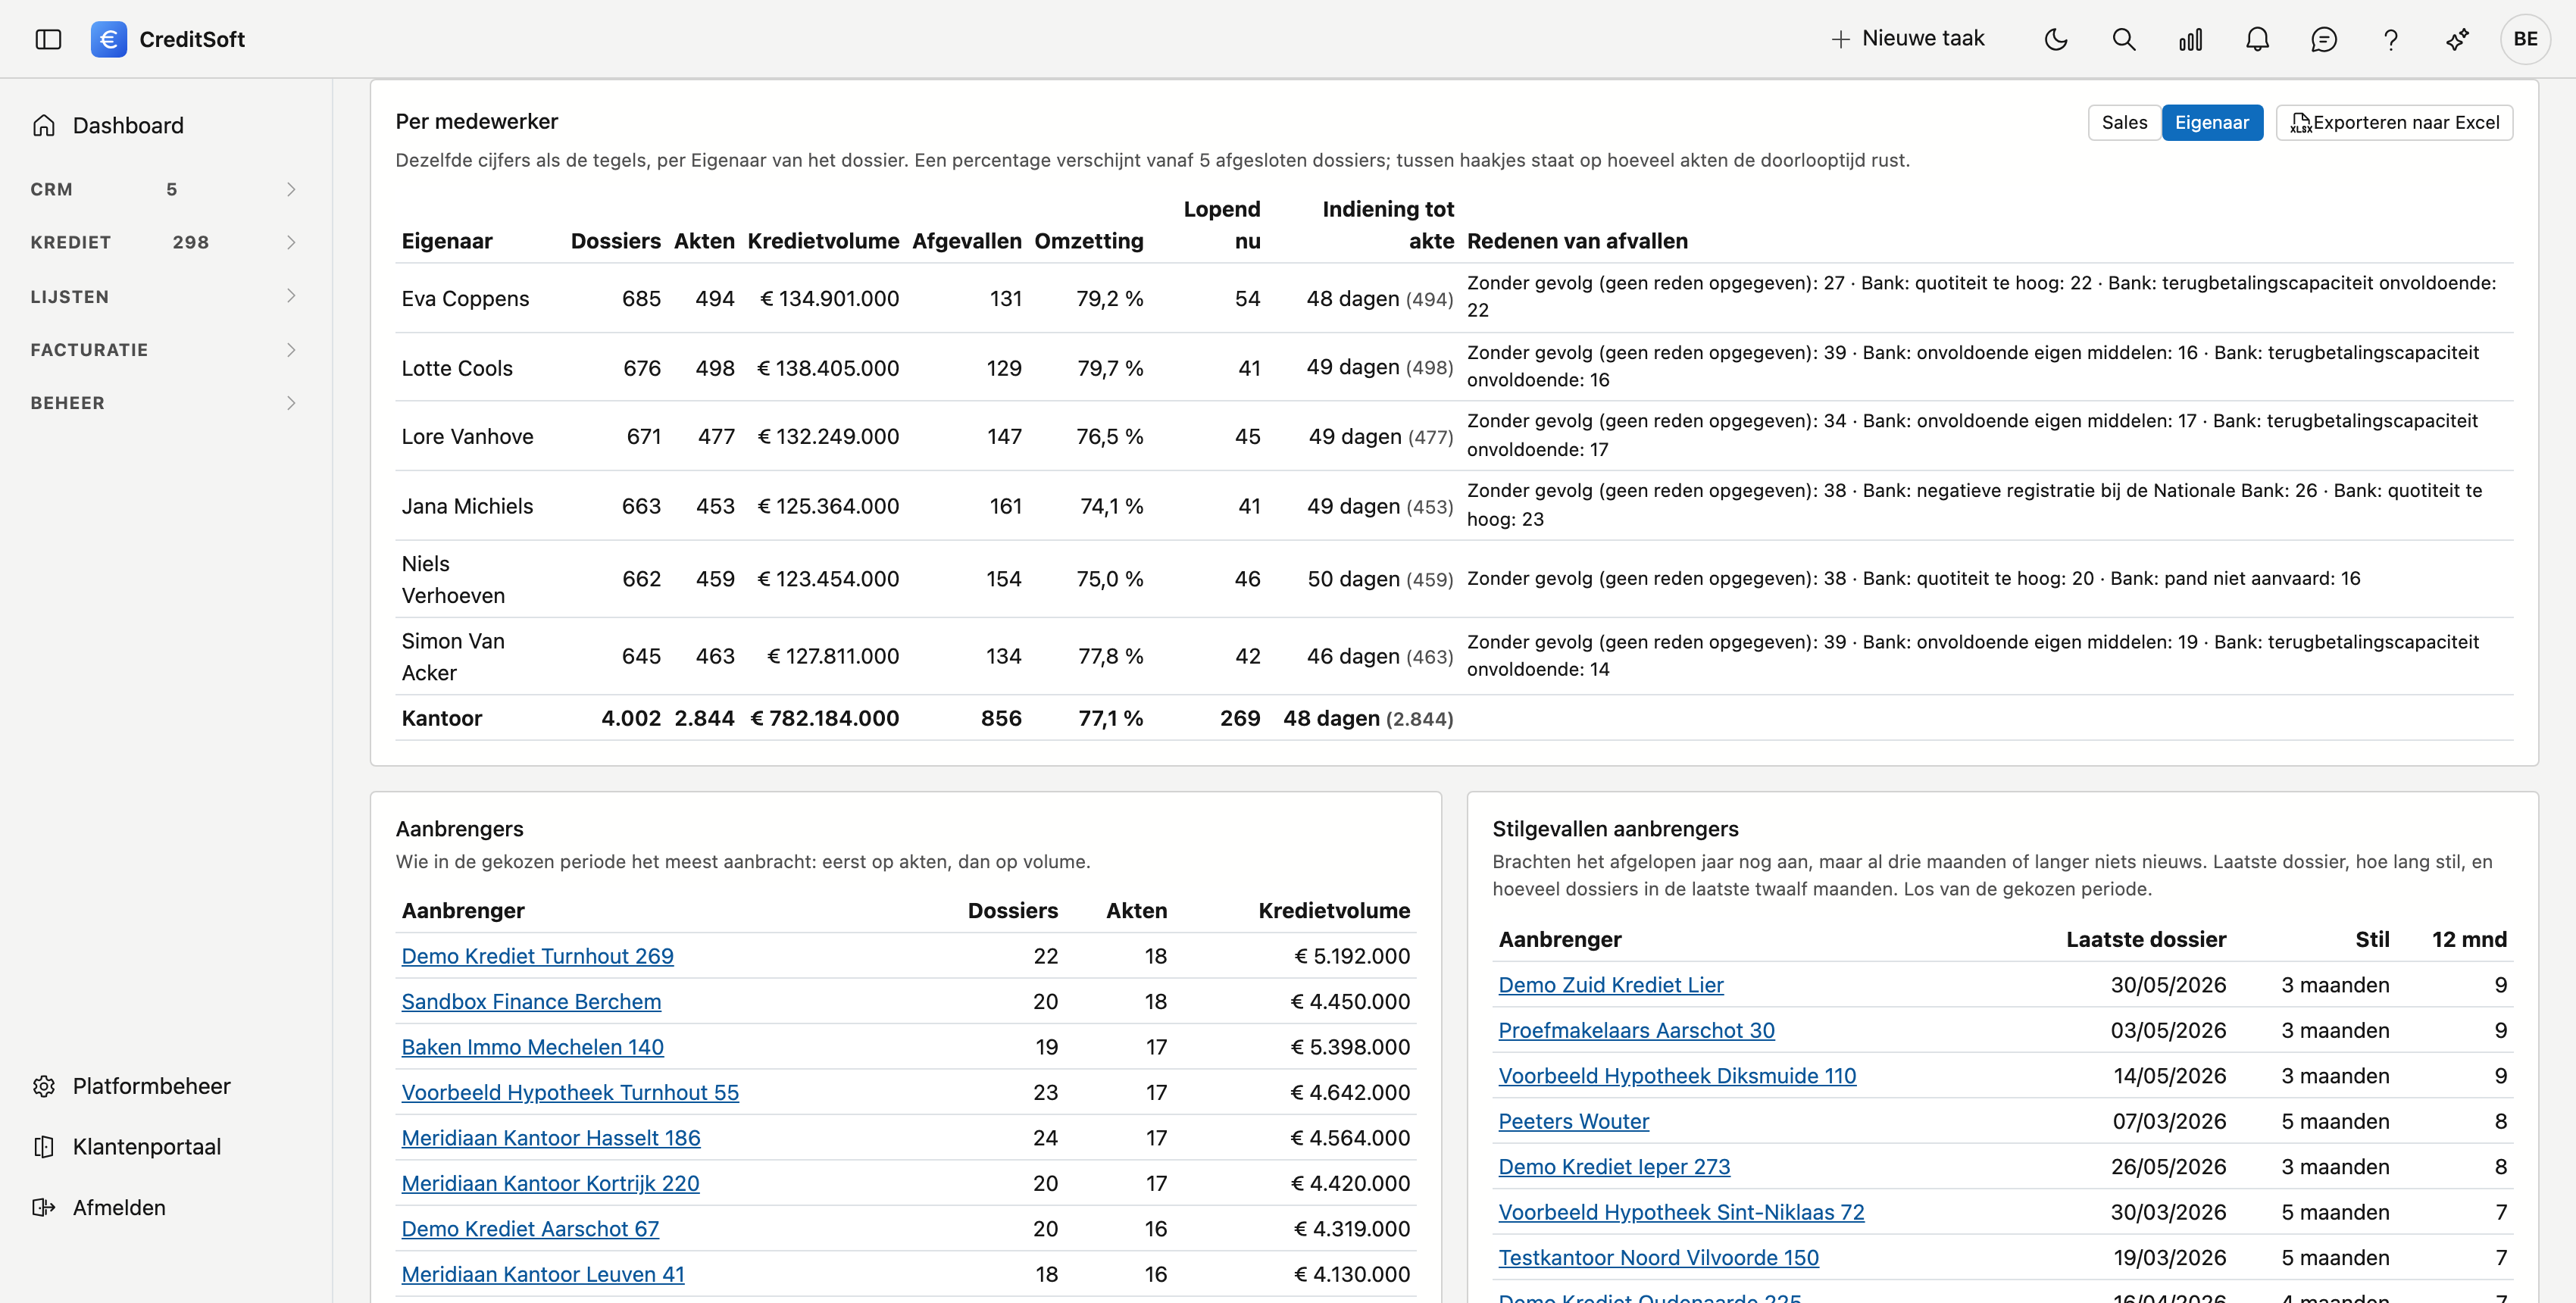 CreditSoft
Nieuwe taak
BE
Dashboard
CRM 5
KREDIET 298
LIJSTEN
FACTURATIE
BEHEER
Platformbeheer
Klantenportaal
Afmelden
Per medewerker
Sales Eigenaar Exporteren naar Excel
Dezelfde cijfers als de tegels, per Eigenaar van het dossier. Een percentage verschijnt vanaf 5 afgesloten dossiers; tussen haakjes staat op hoeveel akten de doorlooptijd rust.
Eigenaar Dossiers Akten Kredietvolume Afgevallen Omzetting Lopend nu Indiening tot akte Redenen van afvallen
Eva Coppens 685 494 € 134.901.000 131 79,2 % 54 48 dagen (494) Zonder gevolg (geen reden opgegeven): 27 · Bank: quotiteit te hoog: 22 · Bank: terugbetalingscapaciteit onvoldoende:
22
Lotte Cools 676 498 € 138.405.000 129 79,7 % 41 49 dagen (498) Zonder gevolg (geen reden opgegeven): 39 · Bank: onvoldoende eigen middelen: 16 · Bank: terugbetalingscapaciteit
onvoldoende: 16
Lore Vanhove 671 477 € 132.249.000 147 76,5 % 45 49 dagen (477) Zonder gevolg (geen reden opgegeven): 34 · Bank: onvoldoende eigen middelen: 17 · Bank: terugbetalingscapaciteit
onvoldoende: 17
Jana Michiels 663 453 € 125.364.000 161 74,1 % 41 49 dagen (453) Zonder gevolg (geen reden opgegeven): 38 · Bank: negatieve registratie bij de Nationale Bank: 26 · Bank: quotiteit te
hoog: 23
Niels Verhoeven 662 459 € 123.454.000 154 75,0 % 46 50 dagen (459) Zonder gevolg (geen reden opgegeven): 38 · Bank: quotiteit te hoog: 20 · Bank: pand niet aanvaard: 16
Simon Van Acker 645 463 € 127.811.000 134 77,8 % 42 46 dagen (463) Zonder gevolg (geen reden opgegeven): 39 · Bank: onvoldoende eigen middelen: 19 · Bank: terugbetalingscapaciteit
onvoldoende: 14
Kantoor 4.002 2.844 € 782.184.000 856 77,1 % 269 48 dagen (2.844)
Aanbrengers
Wie in de gekozen periode het meest aanbracht: eerst op akten, dan op volume.
Aanbrenger Dossiers Akten Kredietvolume
Demo Krediet Turnhout 269 22 18 € 5.192.000
Sandbox Finance Berchem 20 18 € 4.450.000
Baken Immo Mechelen 140 19 17 € 5.398.000
Voorbeeld Hypotheek Turnhout 55 23 17 € 4.642.000
Meridiaan Kantoor Hasselt 186 24 17 € 4.564.000
Meridiaan Kantoor Kortrijk 220 20 17 € 4.420.000
Demo Krediet Aarschot 67 20 16 € 4.319.000
Meridiaan Kantoor Leuven 41 18 16 € 4.130.000
Stilgevallen aanbrengers
Brachten het afgelopen jaar nog aan, maar al drie maanden of langer niets nieuws. Laatste dossier, hoe lang stil, en
hoeveel dossiers in de laatste twaalf maanden. Los van de gekozen periode.
Aanbrenger Laatste dossier Stil 12 mnd
Demo Zuid Krediet Lier 30/05/2026 3 maanden 9
Proefmakelaars Aarschot 30 03/05/2026 3 maanden 9
Voorbeeld Hypotheek Diksmuide 110 14/05/2026 3 maanden 9
Peeters Wouter 07/03/2026 5 maanden 8
Demo Krediet Ieper 273 26/05/2026 3 maanden 8
Voorbeeld Hypotheek Sint-Niklaas 72 30/03/2026 5 maanden 7
Testkantoor Noord Vilvoorde 150 19/03/2026 5 maanden 7
Demo Krediet Oudenaarde 225 16/04/2026 4 maanden 7